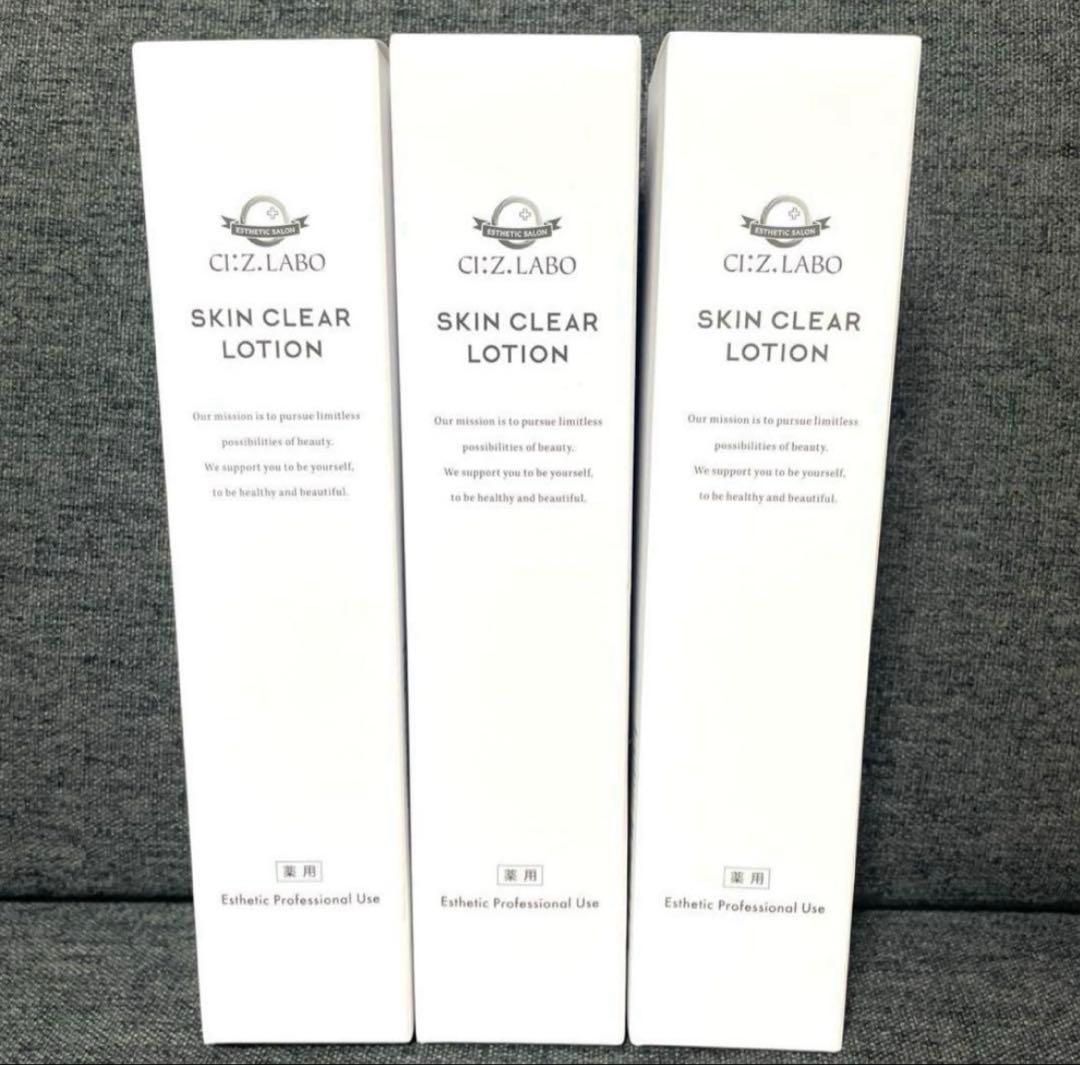 ESTHETIC SALON
CI:Z.LABO
SKIN CLEAR
LOTION
Our mission is to pursue limitless
possibilities of beauty.
We support you to be yourself,
to be healthy and beautiful.
薬用
Esthetic Professional Use
ESTHETIC SALON
CI:Z.LABO
SKIN CLEAR
LOTION
Our mission is to pursue limitless
possibilities of beauty.
We support you to be yourself,
to be healthy and beautiful.
薬用
Esthetic Professional Use
ESTHETIC SALON
CI:Z.LABO
SKIN CLEAR
LOTION
Our mission is to pursue limitless
possibilities of beauty.
We support you to be yourself,
to be healthy and beautiful.
薬用
Esthetic Professional Use